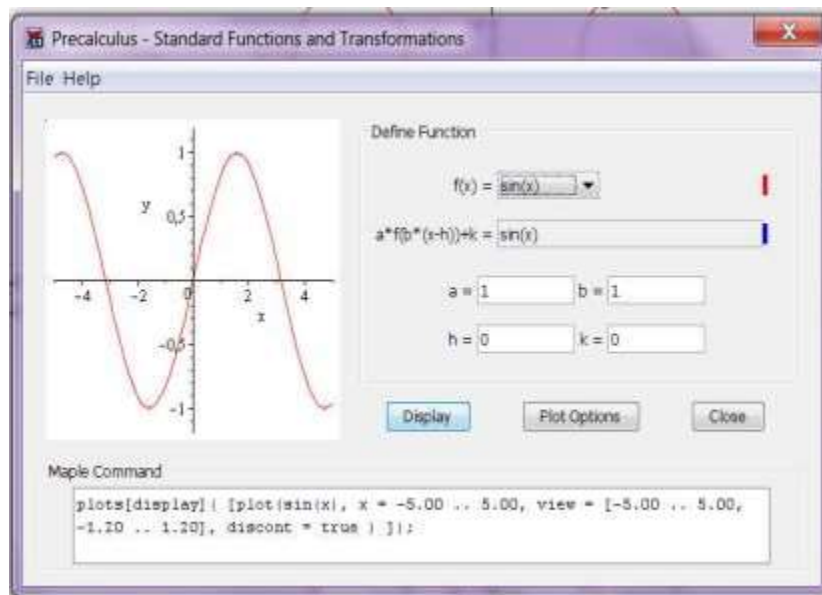 Precalculus - Standard Functions and Transformations
File Help
Define Function
f(x) = sin(x)
a*f(b*(x-h))+k = sin(x)
a = 1 b = 1
h = 0 k = 0
Display Plot Options Close
1
y
0,5
-4 -2 0 2 4
x
-0,5
-1
Maple Command
plots[display]( [plot(sin(x), x = -5.00 .. 5.00, view = [-5.00 .. 5.00,
-1.20 .. 1.20], discont = true ) ]);